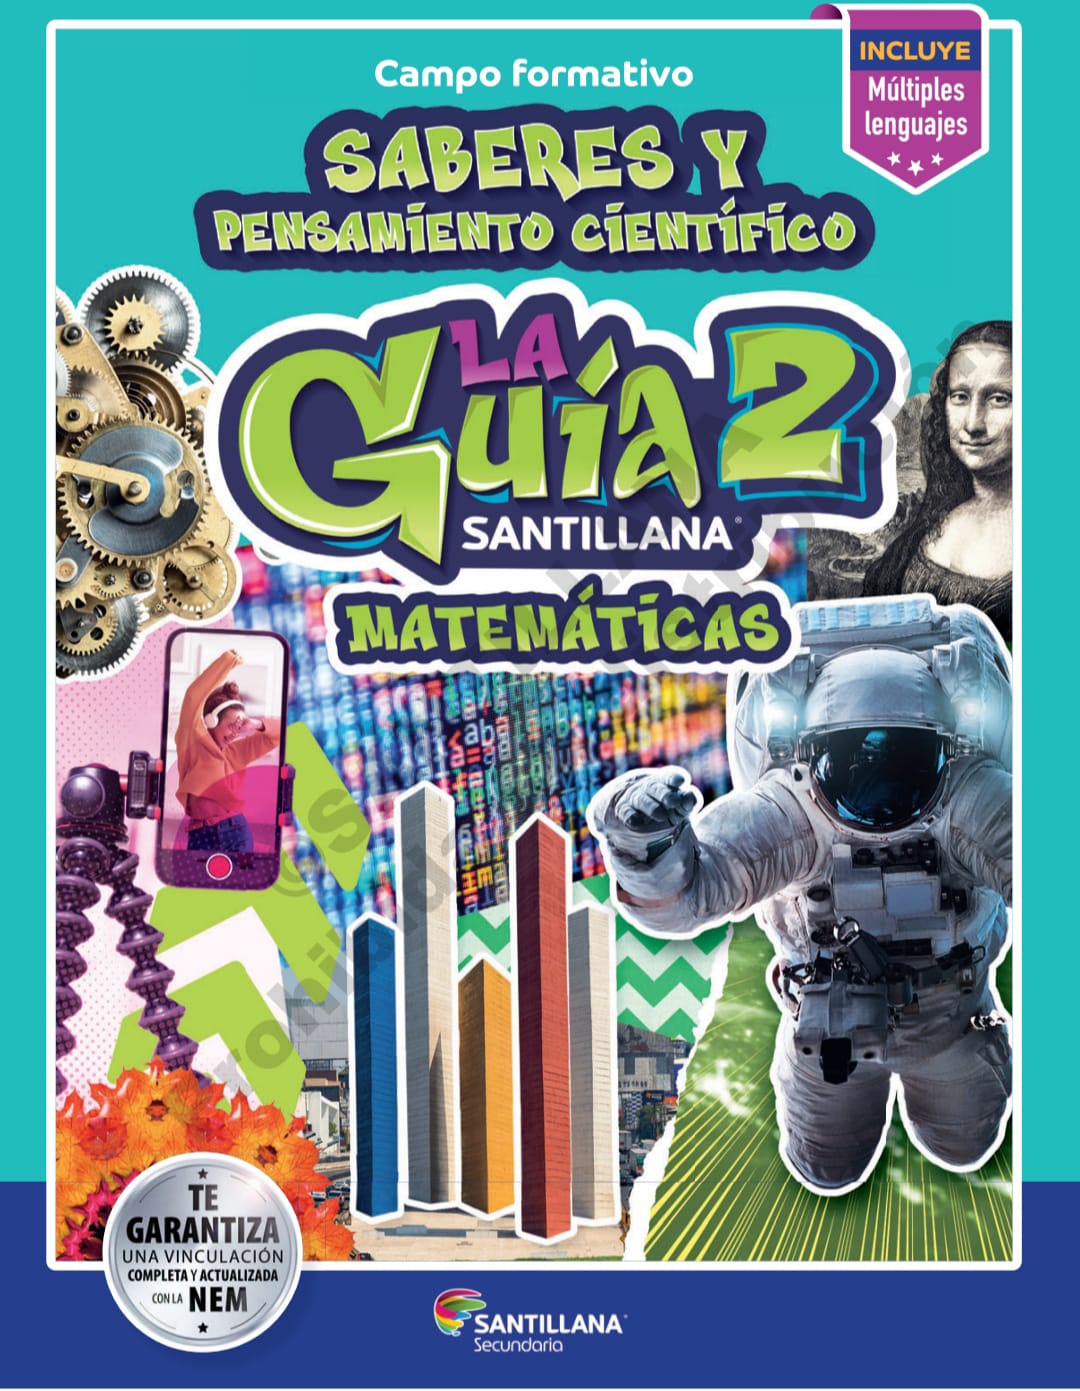 INCLUYE
Múltiples
lenguajes
Campo formativo
SABERES Y
PENSAMIENTO CIENTÍFICO
LA
GUÍA 2
SANTILLANA®
MATEMÁTICAS
TE
GARANTIZA
UNA VINCULACIÓN
COMPLETA Y ACTUALIZADA
CON LA NEM
SANTILLANA®
Secundaria